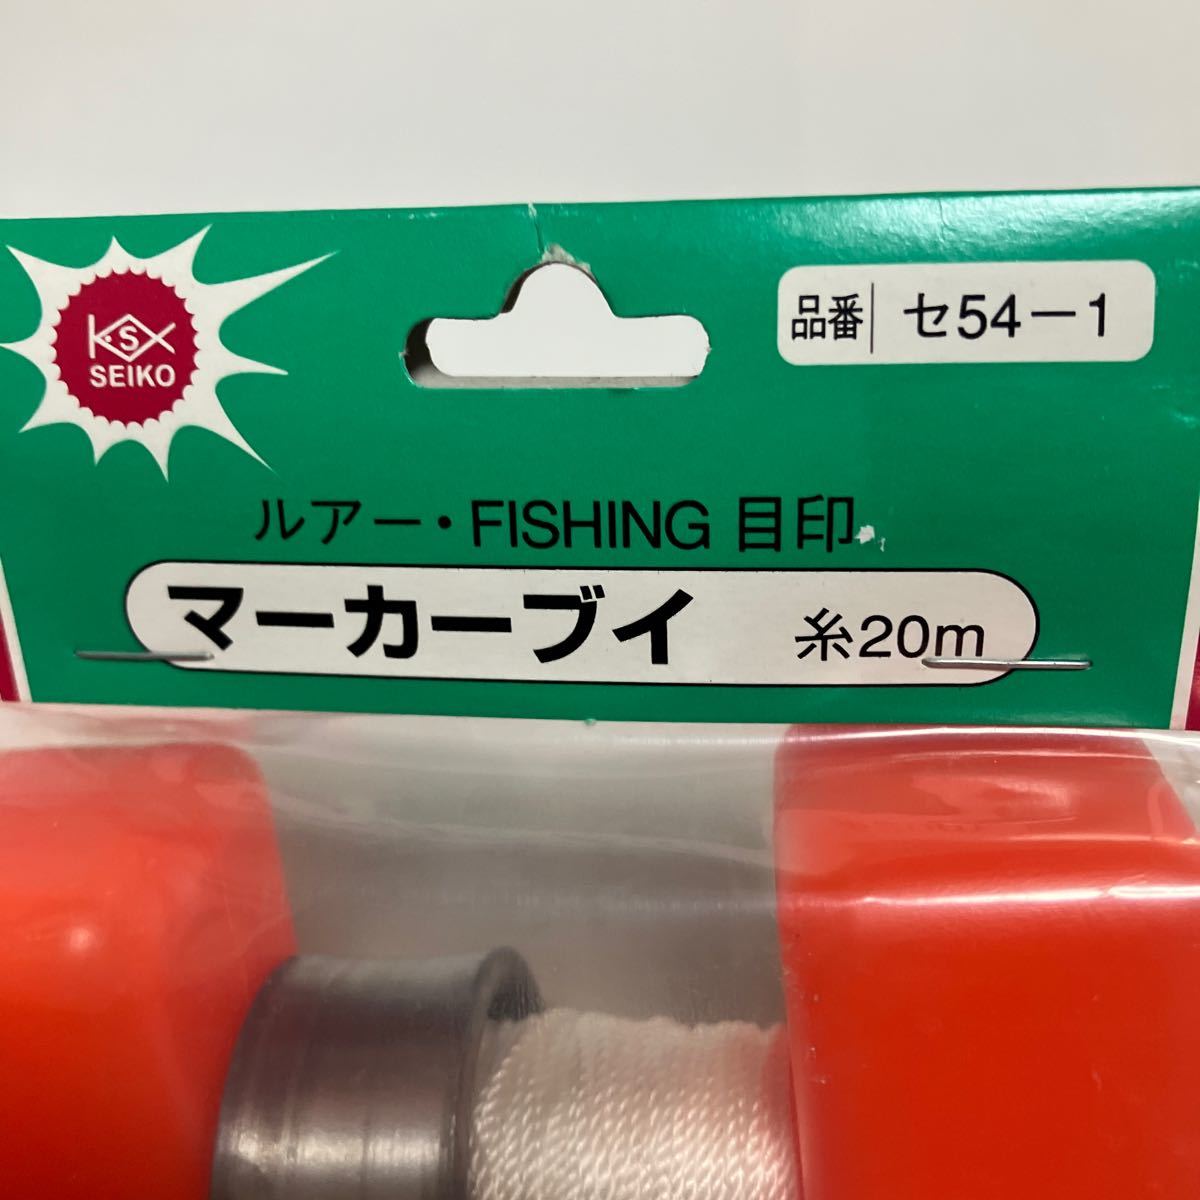 KSX
SEIKO
品番 セ54-1
ルアー・FISHING 目印
マーカーブイ 糸20m